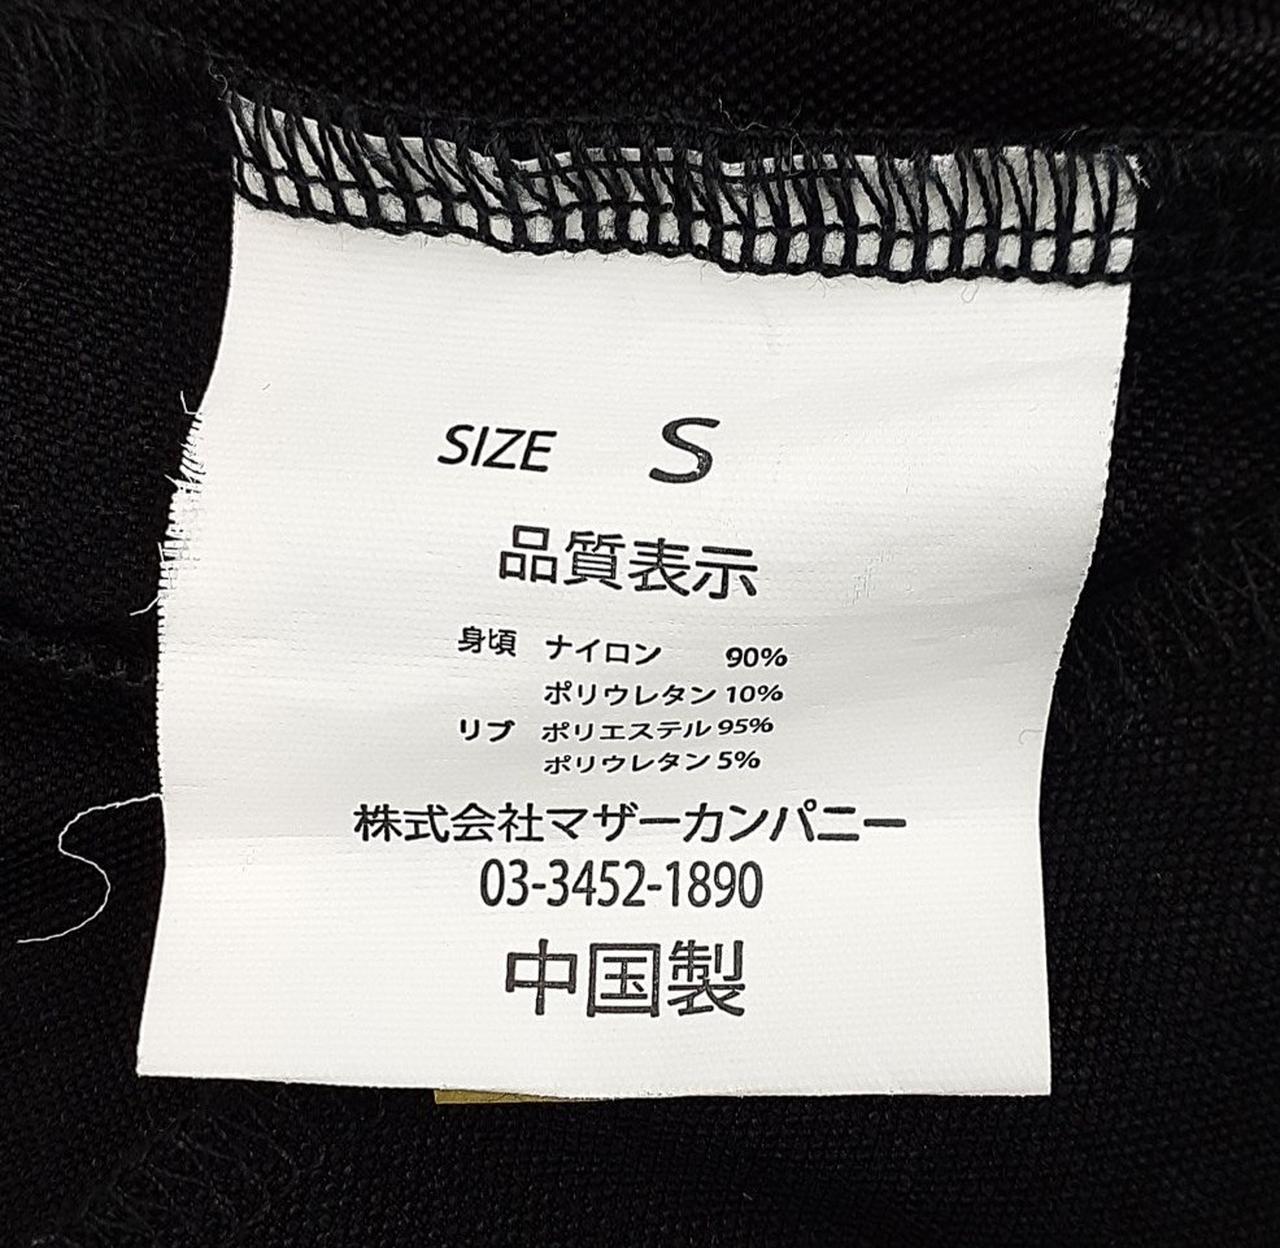 SIZE S
品質表示
身頃 ナイロン 90%
ポリウレタン 10%
リブ ポリエステル 95%
ポリウレタン 5%
株式会社マザーカンパニー
03-3452-1890
中国製